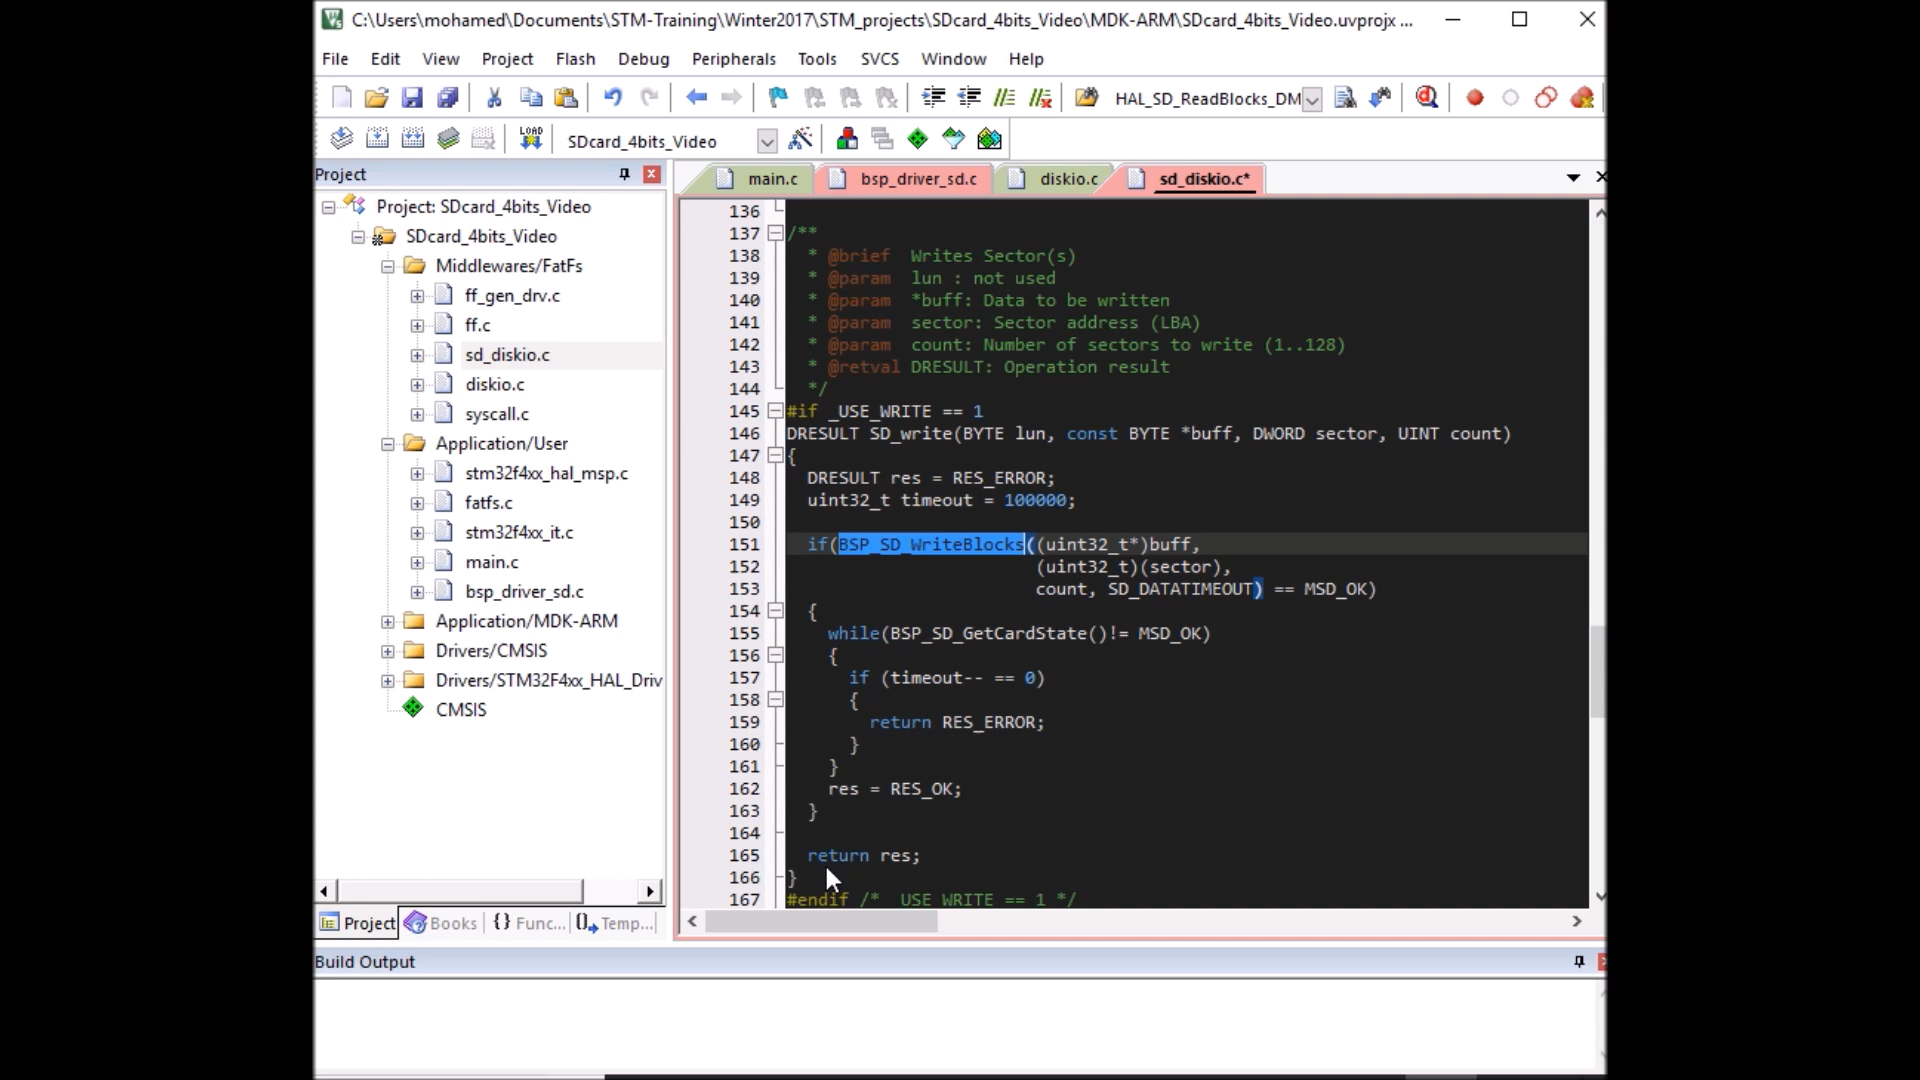 C:\Users\mohamed\Documents\STM-Training\Winter2017\STM_projects\SDcard_4bits_Video\MDK-ARM\SDcard_4bits_Video.uvprojx ...
File Edit View Project Flash Debug Peripherals Tools SVCS Window Help
HAL_SD_ReadBlocks_DM
LOAD SDcard_4bits_Video
Project
main.c bsp_driver_sd.c diskio.c sd_diskio.c*
Project: SDcard_4bits_Video
SDcard_4bits_Video
Middlewares/FatFs
ff_gen_drv.c
ff.c
sd_diskio.c
diskio.c
syscall.c
Application/User
stm32f4xx_hal_msp.c
fatfs.c
stm32f4xx_it.c
main.c
bsp_driver_sd.c
Application/MDK-ARM
Drivers/CMSIS
Drivers/STM32F4xx_HAL_Driv
CMSIS
Project Books {} Func... Temp...
136
137 /**
138 * @brief Writes Sector(s)
139 * @param lun : not used
140 * @param *buff: Data to be written
141 * @param sector: Sector address (LBA)
142 * @param count: Number of sectors to write (1..128)
143 * @retval DRESULT: Operation result
144 */
145 #if _USE_WRITE == 1
146 DRESULT SD_write(BYTE lun, const BYTE *buff, DWORD sector, UINT count)
147 {
148 DRESULT res = RES_ERROR;
149 uint32_t timeout = 100000;
150
151 if(BSP_SD_WriteBlocks((uint32_t*)buff,
152 (uint32_t)(sector),
153 count, SD_DATATIMEOUT) == MSD_OK)
154 {
155 while(BSP_SD_GetCardState()!= MSD_OK)
156 {
157 if (timeout-- == 0)
158 {
159 return RES_ERROR;
160 }
161 }
162 res = RES_OK;
163 }
164
165 return res;
166 }
167 #endif /* _USE_WRITE == 1 */
Build Output